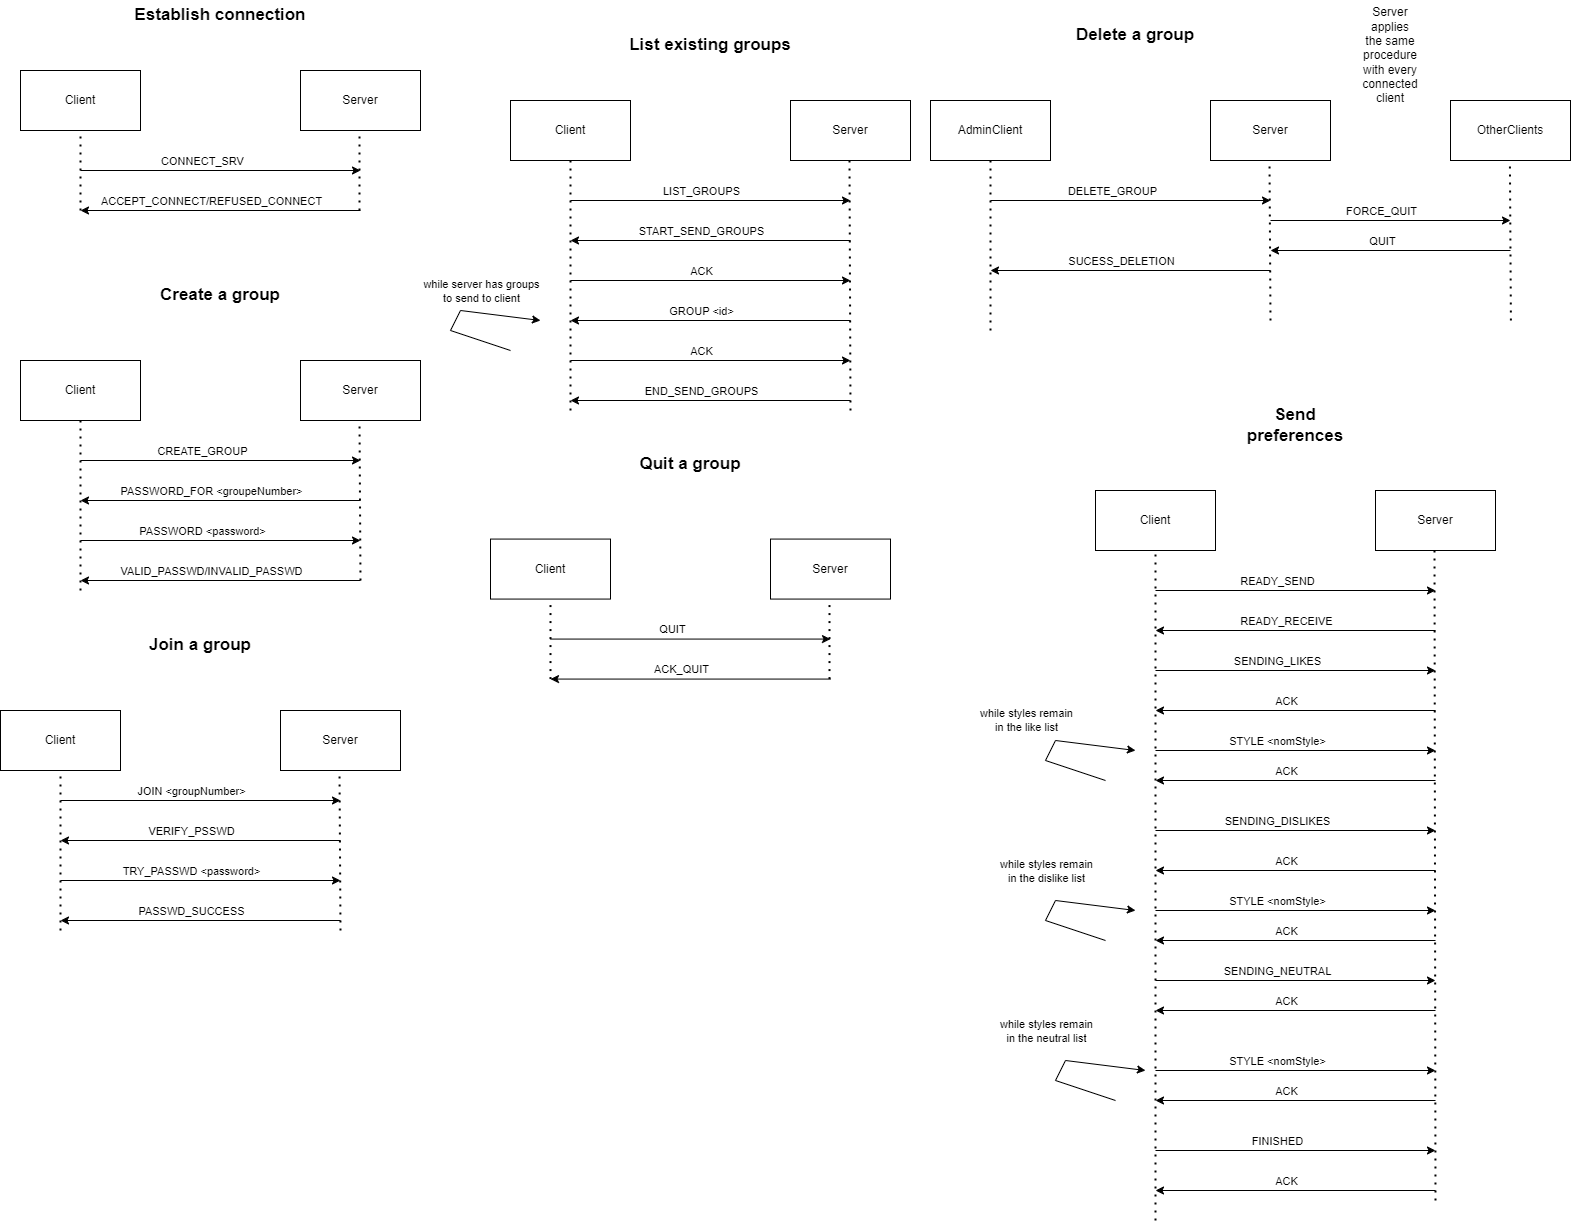 Establish connection
Client
Server
CONNECT_SRV
ACCEPT_CONNECT/REFUSED_CONNECT
Create a group
Client
Server
CREATE_GROUP
PASSWORD_FOR <groupeNumber>
PASSWORD <password>
VALID_PASSWD/INVALID_PASSWD
Join a group
Client
Server
JOIN <groupNumber>
VERIFY_PSSWD
TRY_PASSWD <password>
PASSWD_SUCCESS
List existing groups
Client
Server
LIST_GROUPS
START_SEND_GROUPS
ACK
while server has groups
to send to client
GROUP <id>
ACK
END_SEND_GROUPS
Quit a group
Client
Server
QUIT
ACK_QUIT
Delete a group
Server
applies
the same
procedure
with every
connected
client
AdminClient
Server
OtherClients
DELETE_GROUP
FORCE_QUIT
QUIT
SUCESS_DELETION
Send
preferences
Client
Server
READY_SEND
READY_RECEIVE
SENDING_LIKES
ACK
while styles remain
in the like list
STYLE <nomStyle>
ACK
SENDING_DISLIKES
ACK
while styles remain
in the dislike list
STYLE <nomStyle>
ACK
SENDING_NEUTRAL
ACK
while styles remain
in the neutral list
STYLE <nomStyle>
ACK
FINISHED
ACK